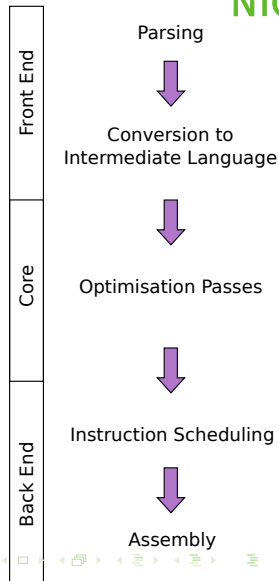 Parsing
Front End
Conversion to
Intermediate Language
Core
Optimisation Passes
Instruction Scheduling
Back End
Assembly